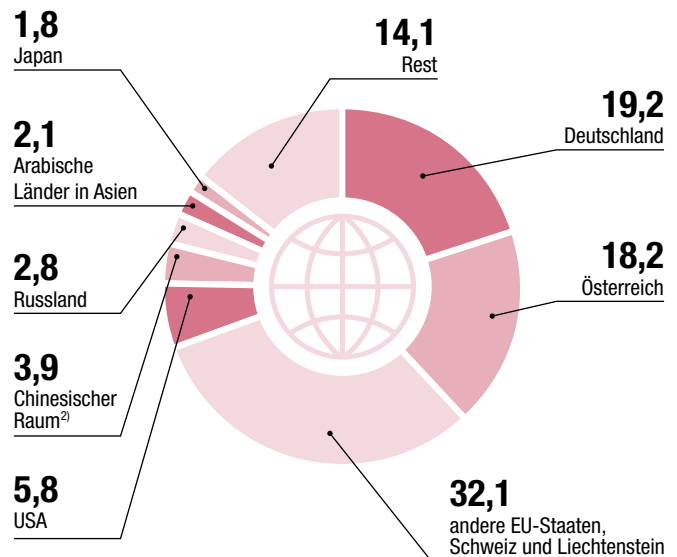 1,8
Japan
14,1
Rest
19,2
Deutschland
2,1
Arabische
Länder in Asien
18,2
Österreich
2,8
Russland
3,9
Chinesischer
Raum2)
5,8
USA
32,1
andere EU-Staaten,
Schweiz und Liechtenstein